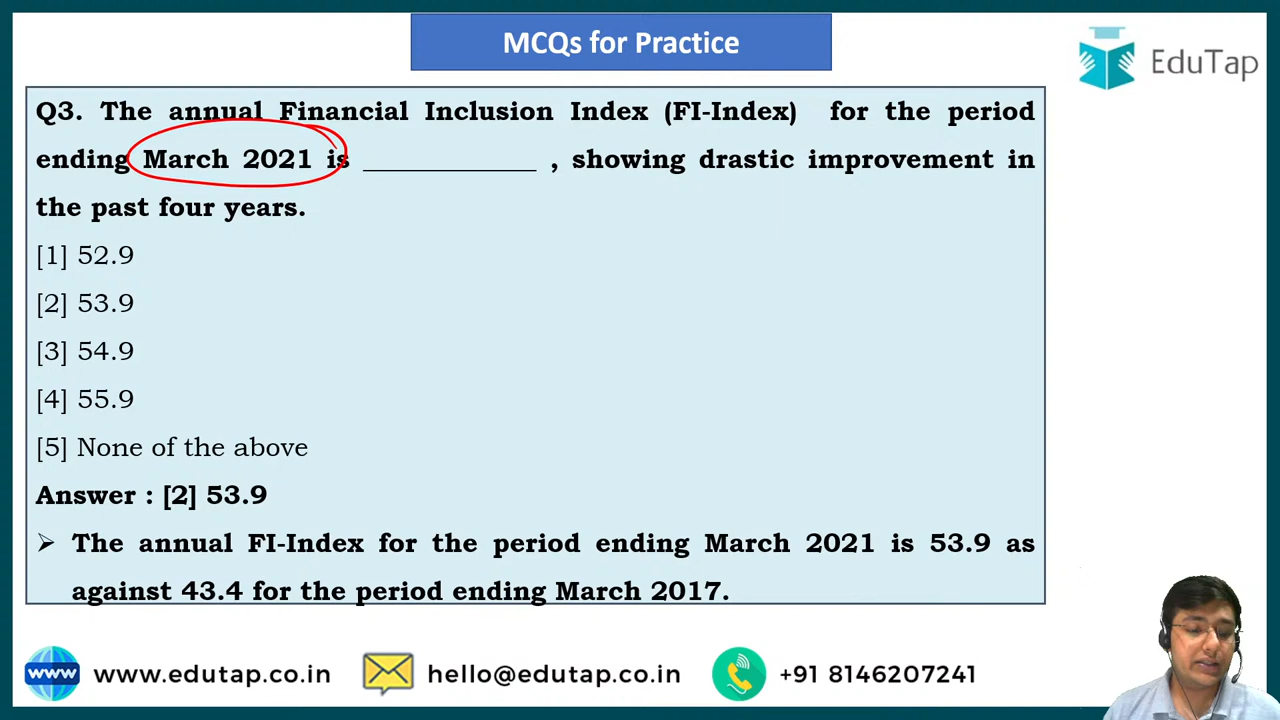 MCQs for Practice
EduTap
Q3. The annual Financial Inclusion Index (FI-Index) for the period
ending March 2021 is ____________ , showing drastic improvement in
the past four years.
[1] 52.9
[2] 53.9
[3] 54.9
[4] 55.9
[5] None of the above
Answer : [2] 53.9
➢ The annual FI-Index for the period ending March 2021 is 53.9 as
against 43.4 for the period ending March 2017.
www www.edutap.co.in hello@edutap.co.in +91 8146207241